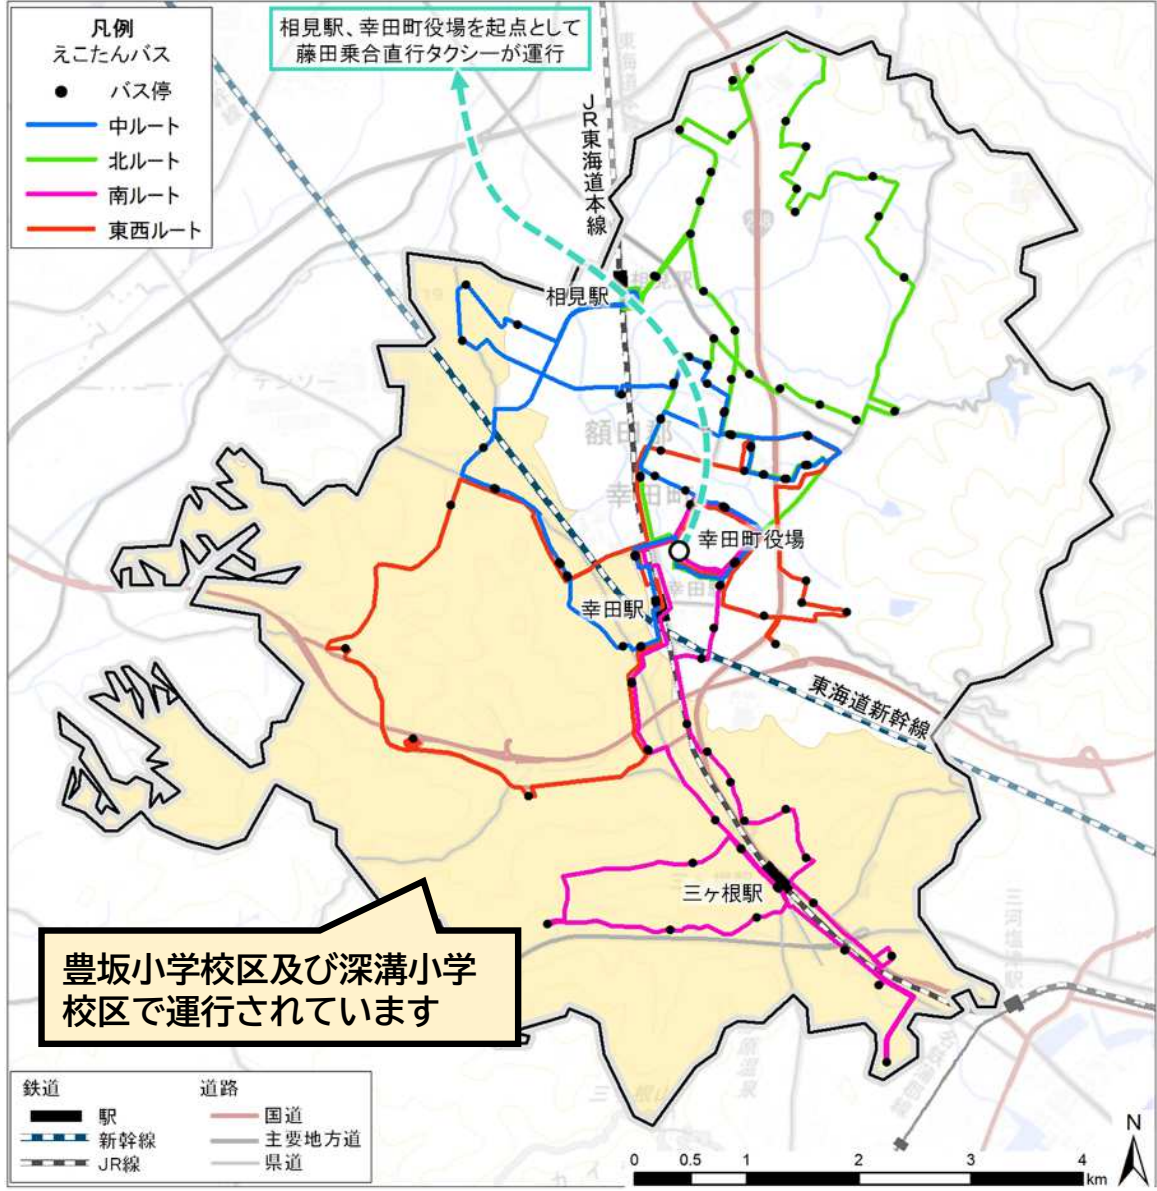 凡例
えこたんバス
バス停
中ルート
北ルート
南ルート
東西ルート
相見駅、幸田町役場を起点として
藤田乗合直行タクシーが運行
JR東海道本線
相見駅
デンソー
額田郡
幸田町
幸田町役場
幸田駅
東海道新幹線
三ヶ根駅
豊坂小学校区及び深溝小学
校区で運行されています
鉄道
駅
新幹線
JR線
道路
国道
主要地方道
県道
0 0.5 1 2 3 4
km
N